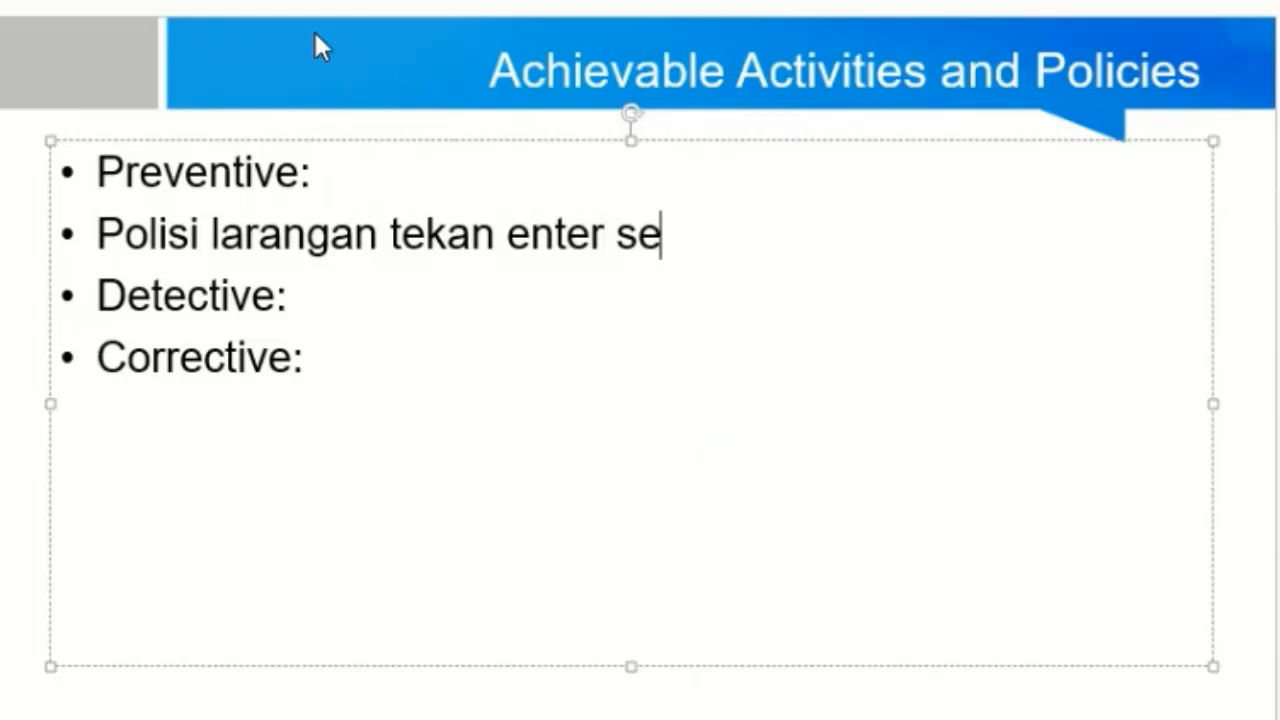 Achievable Activities and Policies
• Preventive:
• Polisi larangan tekan enter se
• Detective:
• Corrective: